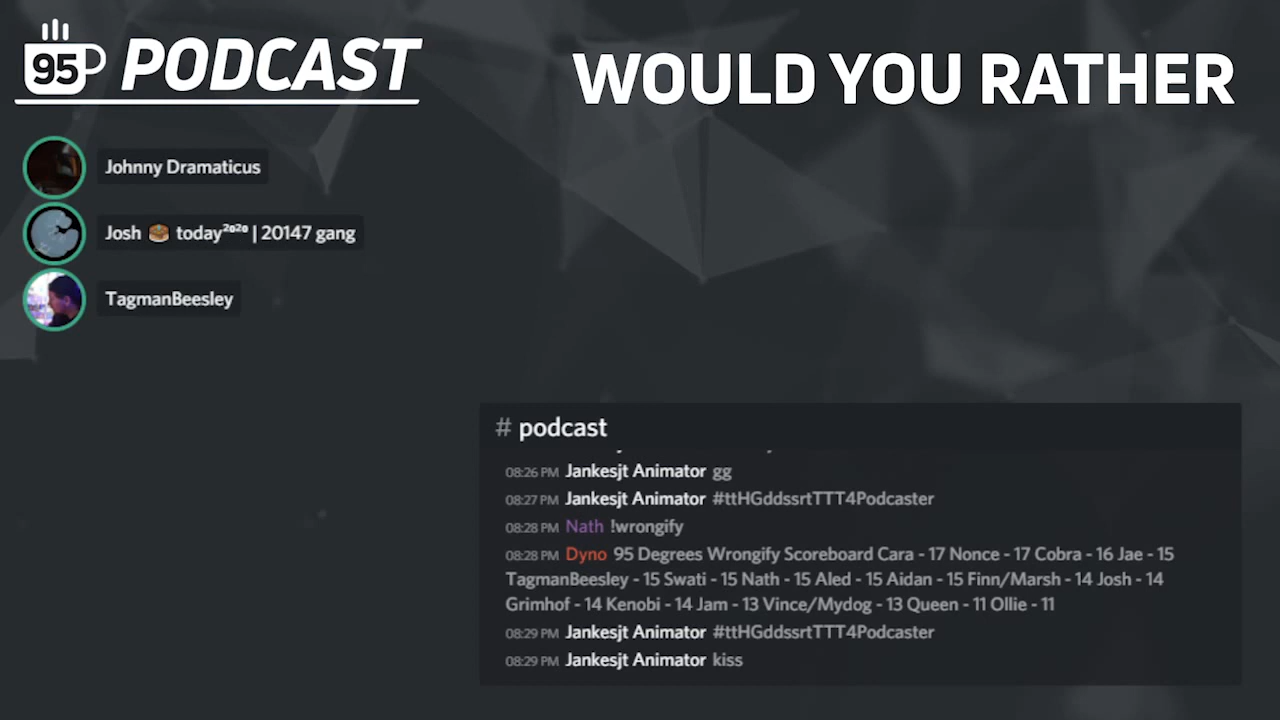 95 PODCAST
WOULD YOU RATHER
Johnny Dramaticus
Josh 🥞 today²⁰²⁰ | 20147 gang
TagmanBeesley
# podcast
08:26 PM Jankesjt Animator gg
08:27 PM Jankesjt Animator #ttHGddssrtTTT4Podcaster
08:28 PM Nath !wrongify
08:28 PM Dyno 95 Degrees Wrongify Scoreboard Cara - 17 Nonce - 17 Cobra - 16 Jae - 15
TagmanBeesley - 15 Swati - 15 Nath - 15 Aled - 15 Aidan - 15 Finn/Marsh - 14 Josh - 14
Grimhof - 14 Kenobi - 14 Jam - 13 Vince/Mydog - 13 Queen - 11 Ollie - 11
08:29 PM Jankesjt Animator #ttHGddssrtTTT4Podcaster
08:29 PM Jankesjt Animator kiss